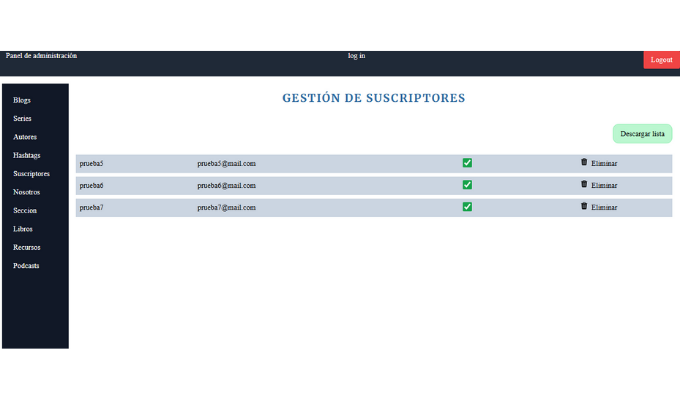 Panel de administración log in Logout
GESTIÓN DE SUSCRIPTORES
Blogs
Series
Autores
Hashtags
Suscriptores
Nosotros
Seccion
Libros
Recursos
Podcasts
Descargar lista
prueba5 prueba5@mail.com Eliminar
prueba6 prueba6@mail.com Eliminar
prueba7 prueba7@mail.com Eliminar